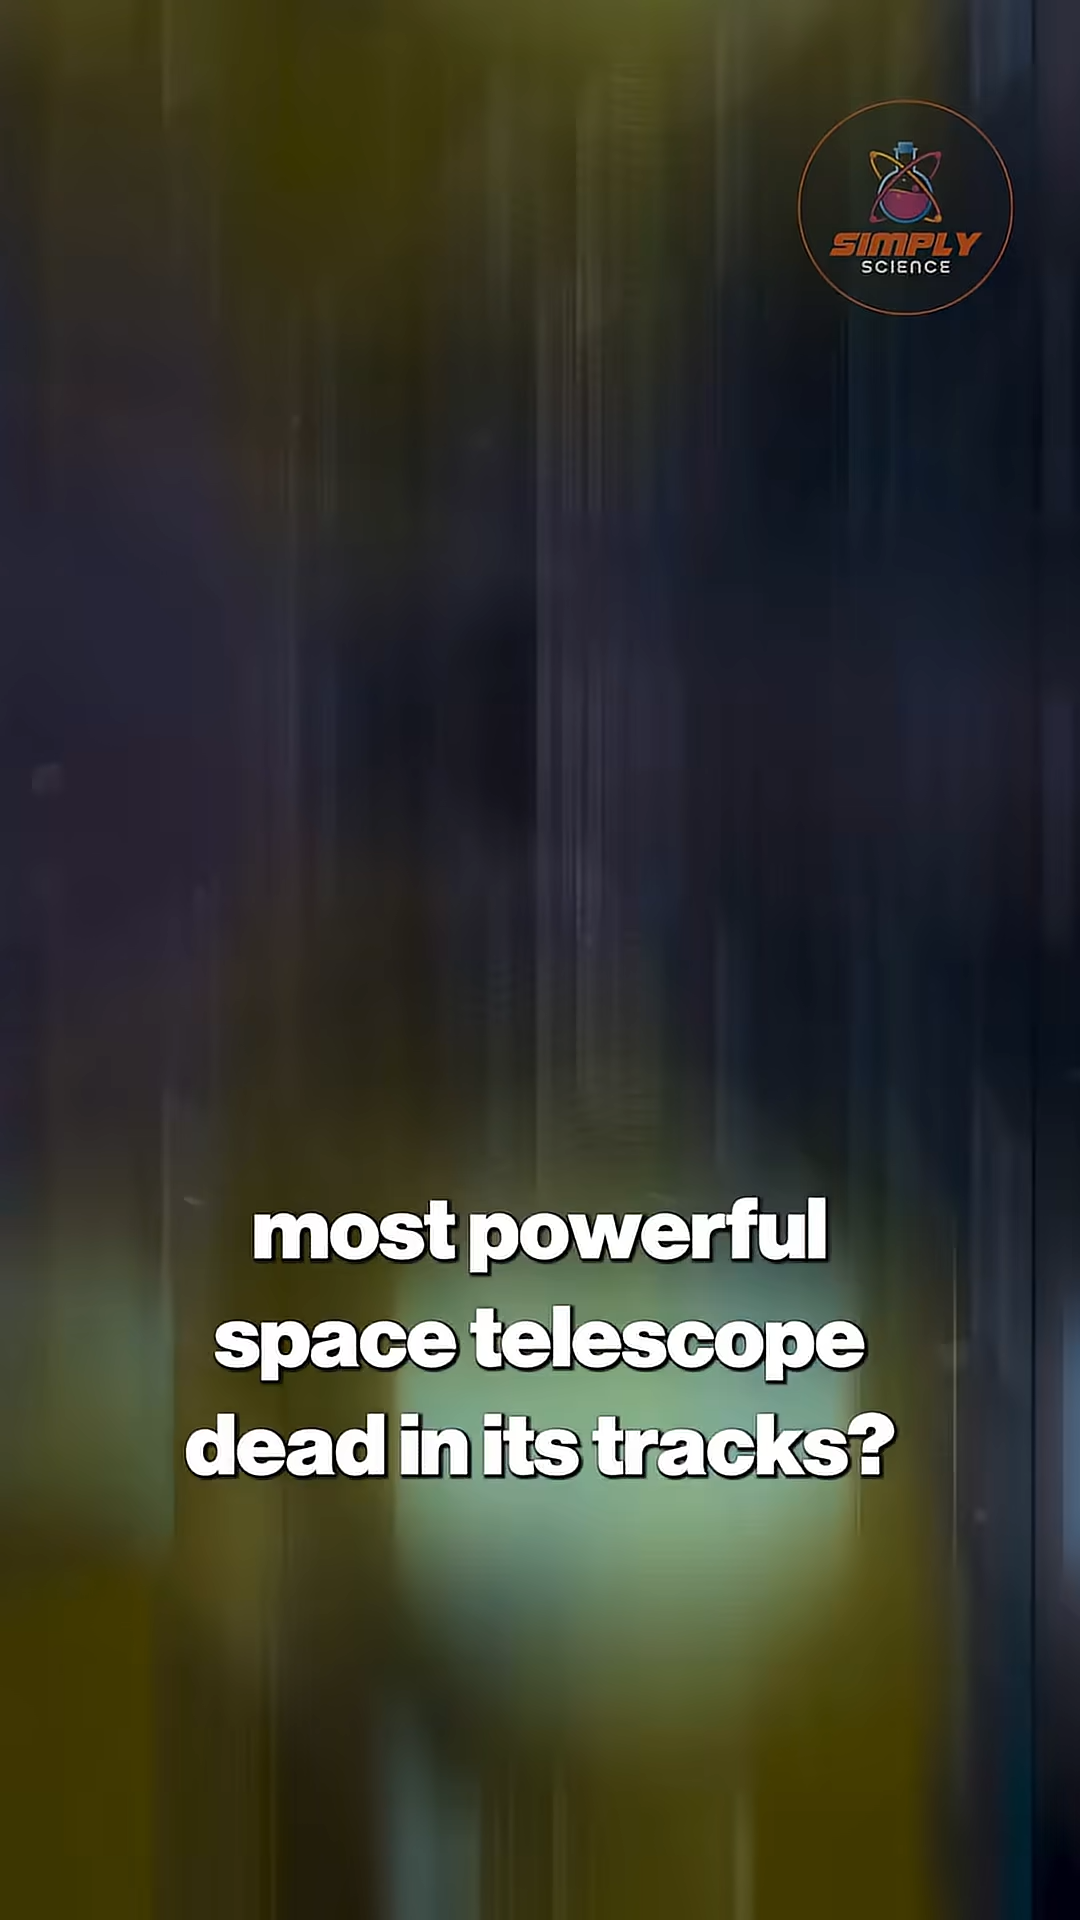 SIMPLY
SCIENCE
most powerful
space telescope
dead in its tracks?